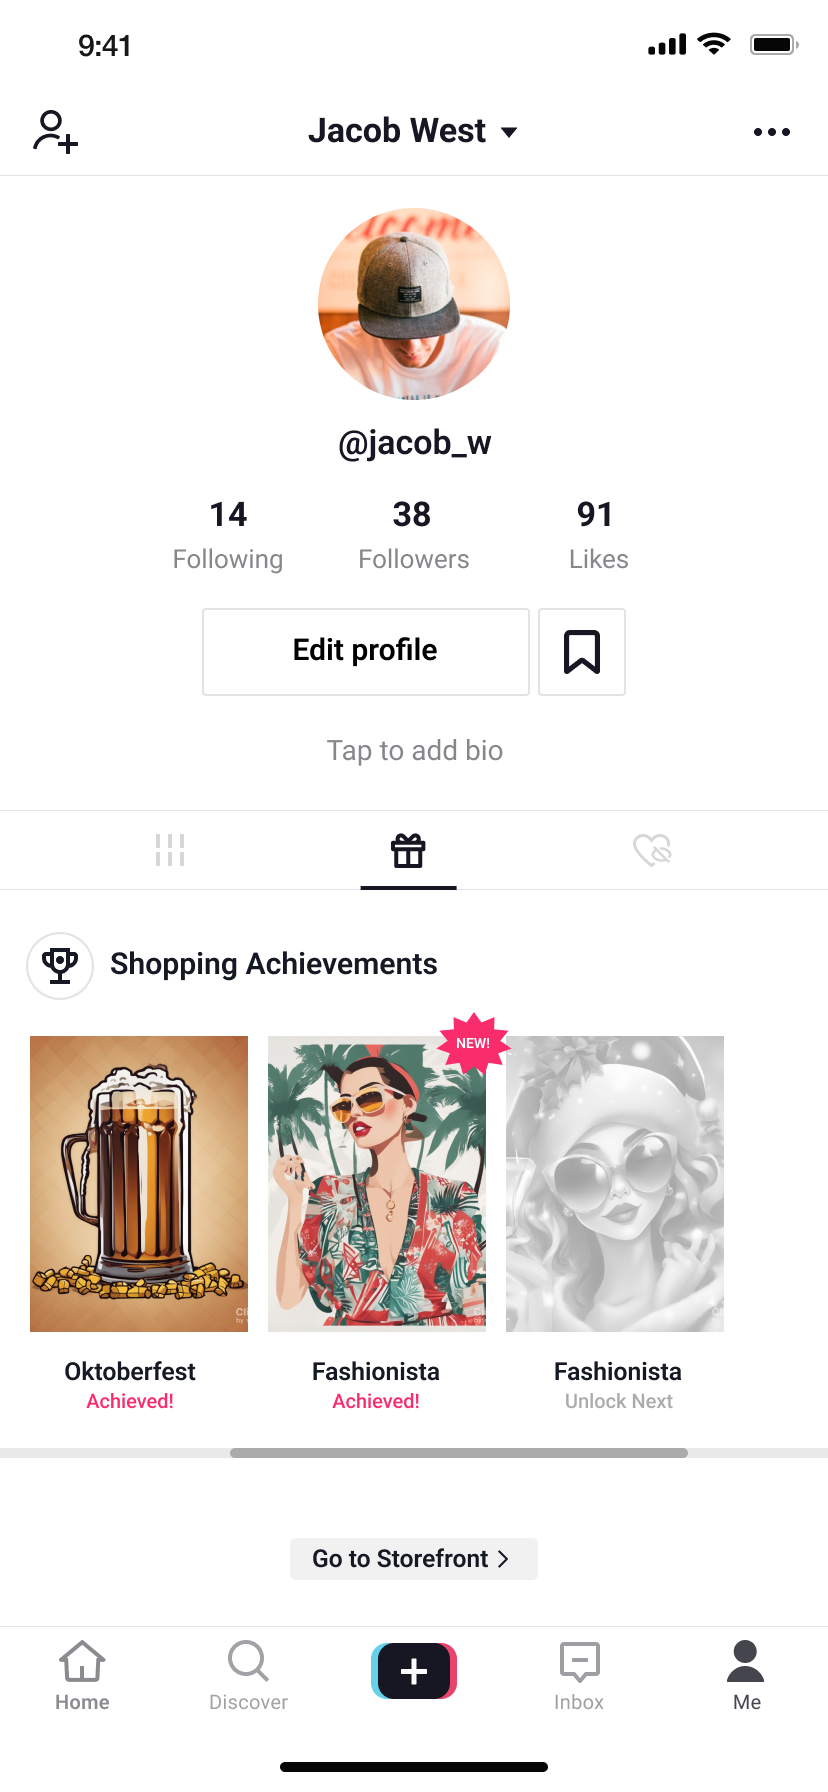 9:41
Jacob West
@jacob_w
14 38 91
Following Followers Likes
Edit profile
Tap to add bio
Shopping Achievements
NEW!
Oktoberfest Fashionista Fashionista
Achieved! Achieved! Unlock Next
Go to Storefront >
Home Discover Inbox Me